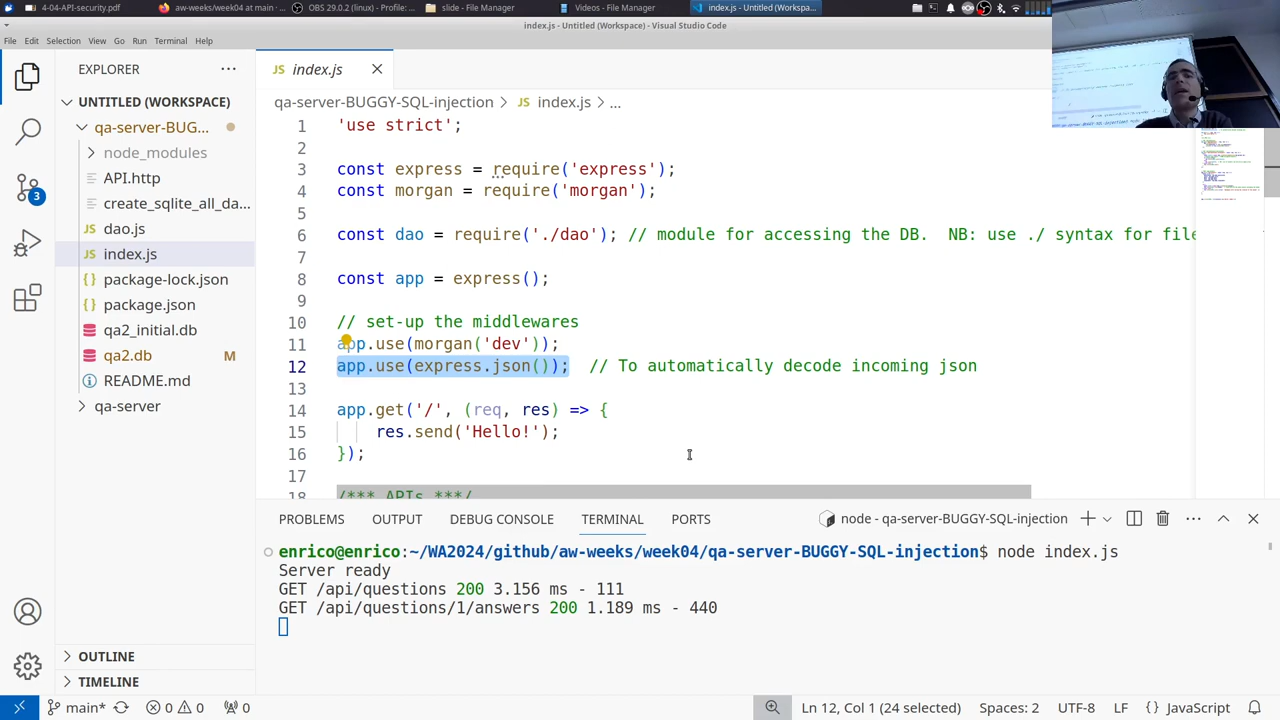 4-04-API-security.pdf
aw-weeks/week04 at main ·
OBS 29.0.2 (linux) - Profile: ...
slide - File Manager
Videos - File Manager
index.js - Untitled (Workspac...
index.js - Untitled (Workspace) - Visual Studio Code
File Edit Selection View Go Run Terminal Help
EXPLORER
UNTITLED (WORKSPACE)
qa-server-BUG...
node_modules
API.http
create_sqlite_all_da...
dao.js
index.js
package-lock.json
package.json
qa2_initial.db
qa2.db M
README.md
qa-server
OUTLINE
TIMELINE
3
JS index.js
qa-server-BUGGY-SQL-injection > JS index.js > ...
1 'use strict';
2
3 const express = require('express');
4 const morgan = require('morgan');
5
6 const dao = require('./dao'); // module for accessing the DB.  NB: use ./ syntax for file
7
8 const app = express();
9
10 // set-up the middlewares
11 app.use(morgan('dev'));
12 app.use(express.json());  // To automatically decode incoming json
13
14 app.get('/', (req, res) => {
15 res.send('Hello!');
16 });
17
18 /*** APIs ***/
PROBLEMS OUTPUT DEBUG CONSOLE TERMINAL PORTS
node - qa-server-BUGGY-SQL-injection
enrico@enrico:~/WA2024/github/aw-weeks/week04/qa-server-BUGGY-SQL-injection$ node index.js
Server ready
GET /api/questions 200 3.156 ms - 111
GET /api/questions/1/answers 200 1.189 ms - 440
main* 0 0 0
Ln 12, Col 1 (24 selected) Spaces: 2 UTF-8 LF {} JavaScript